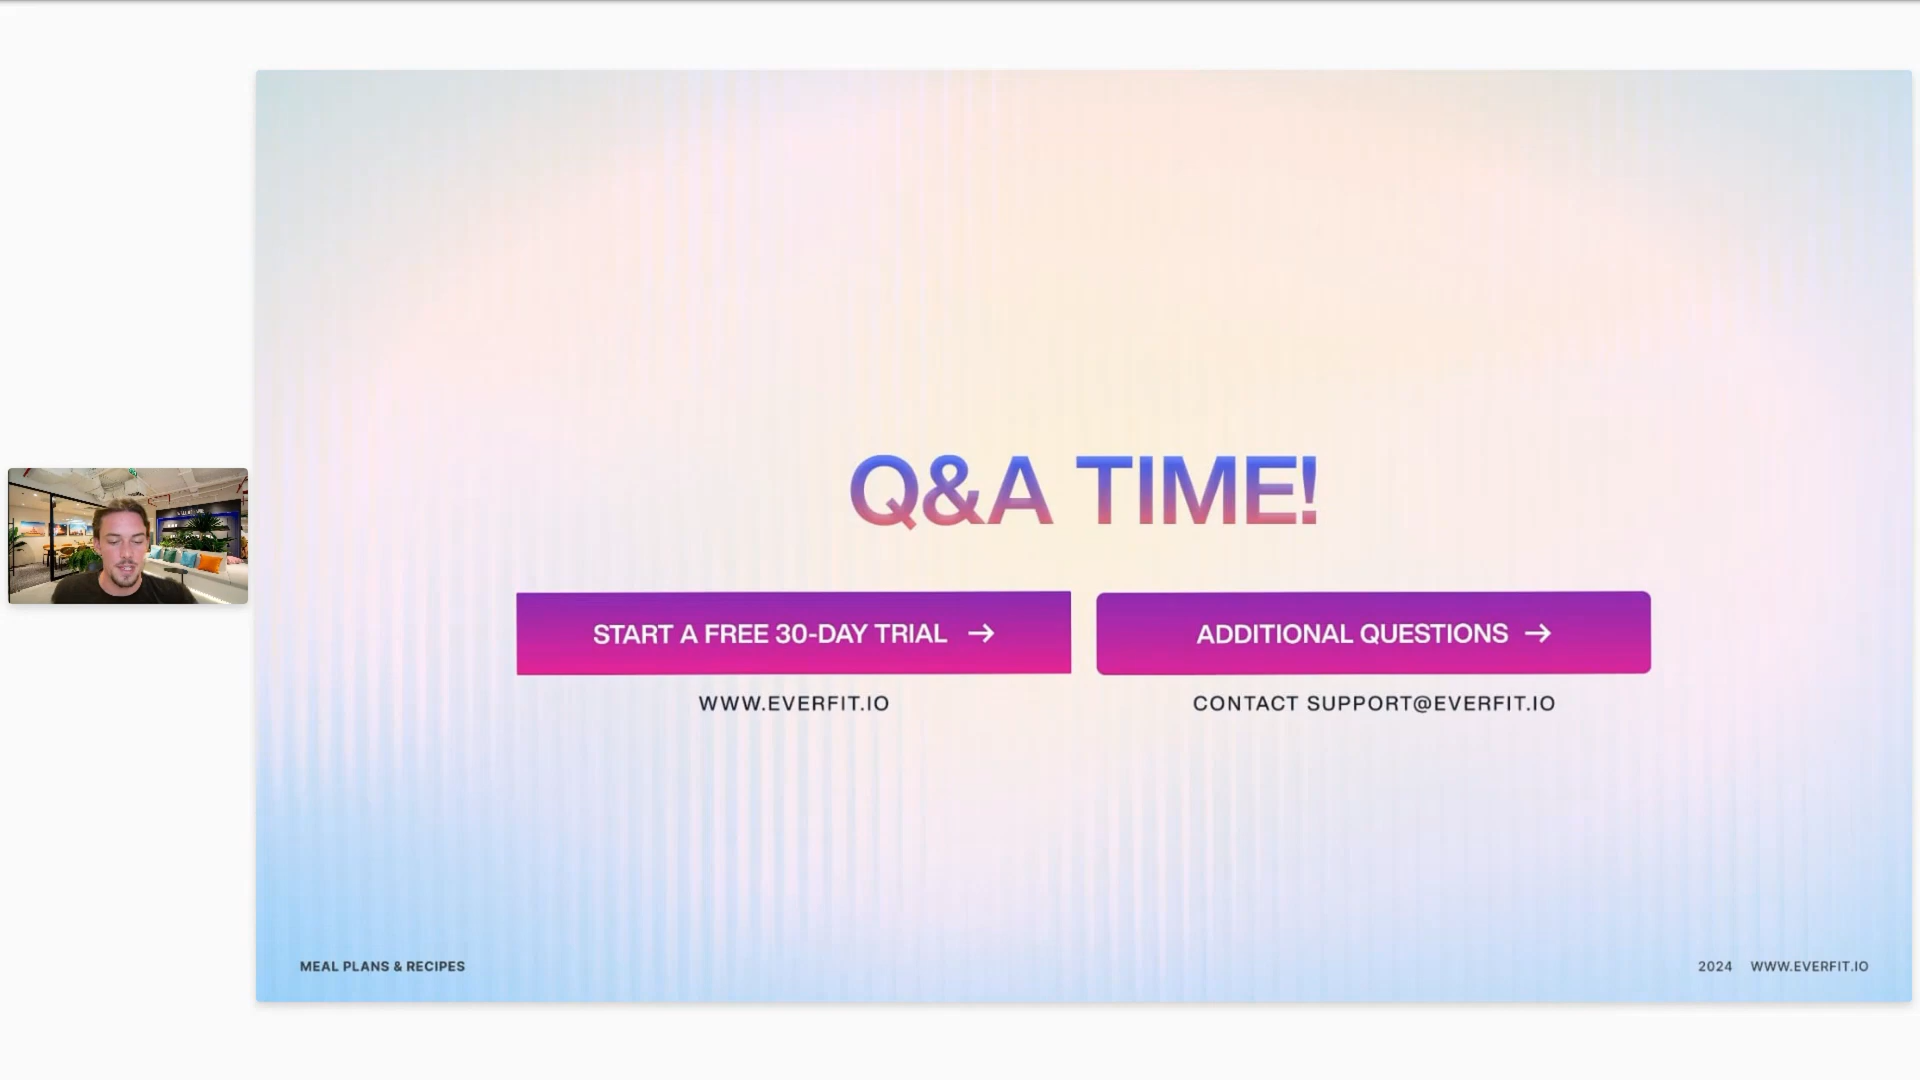 Q&A TIME!
START A FREE 30-DAY TRIAL →
WWW.EVERFIT.IO
ADDITIONAL QUESTIONS →
CONTACT SUPPORT@EVERFIT.IO
MEAL PLANS & RECIPES
2024 WWW.EVERFIT.IO